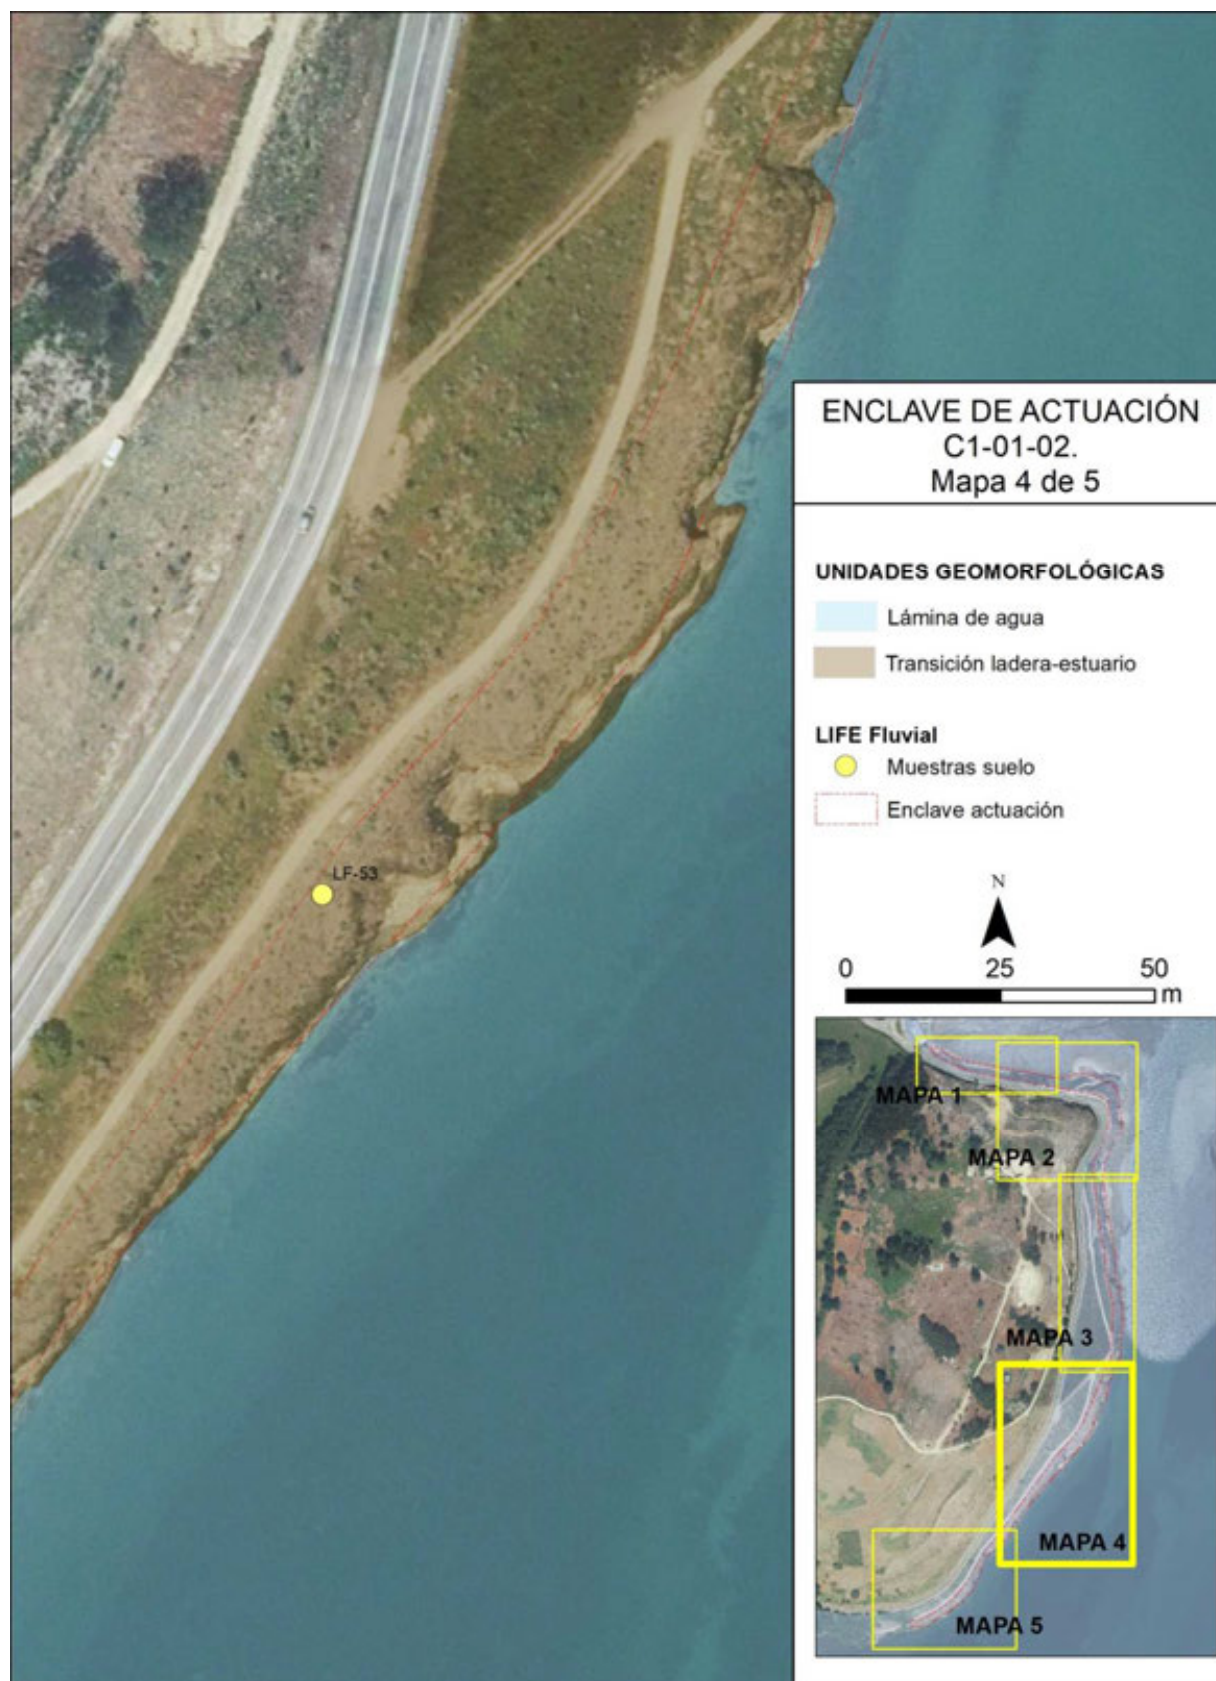 ENCLAVE DE ACTUACIÓN
C1-01-02.
Mapa 4 de 5
UNIDADES GEOMORFOLÓGICAS
Lámina de agua
Transición ladera-estuario
LIFE Fluvial
Muestras suelo
Enclave actuación
LF-53
N
0 25 50
m
MAPA 1
MAPA 2
MAPA 3
MAPA 4
MAPA 5